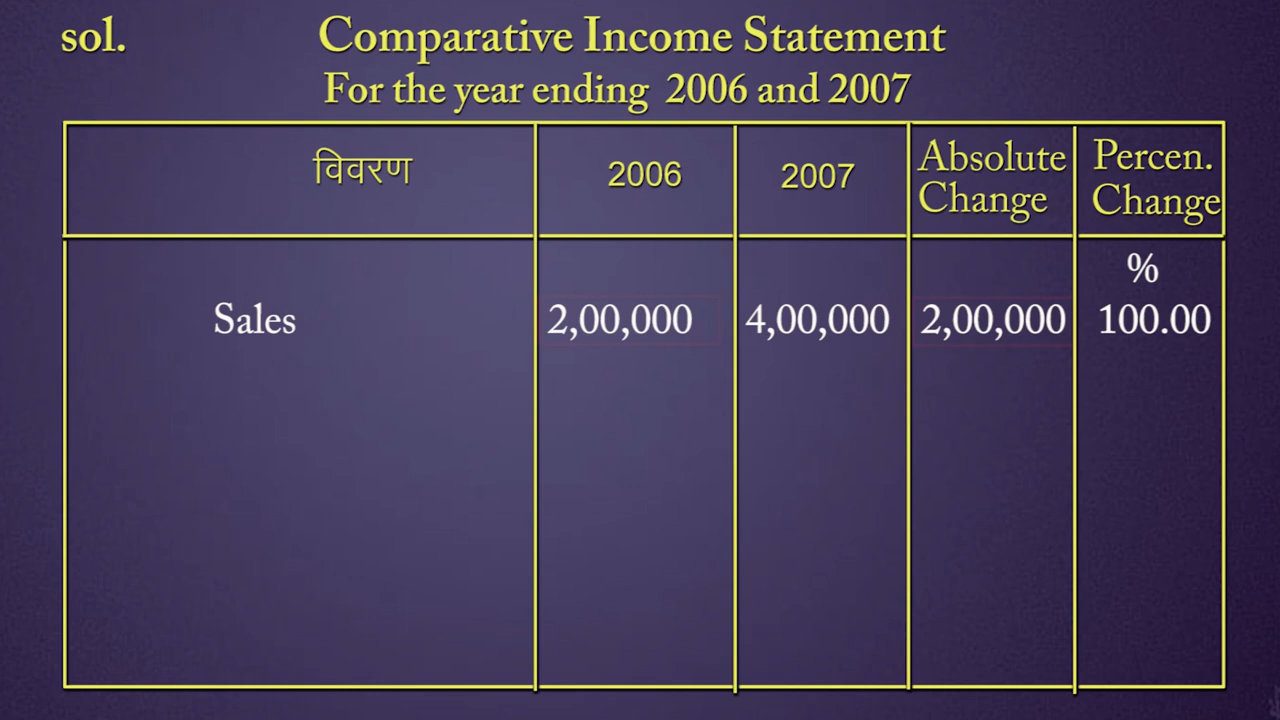 sol. Comparative Income Statement
For the year ending 2006 and 2007
विवरण 2006 2007 Absolute Change Percen. Change
%
Sales 2,00,000 4,00,000 2,00,000 100.00